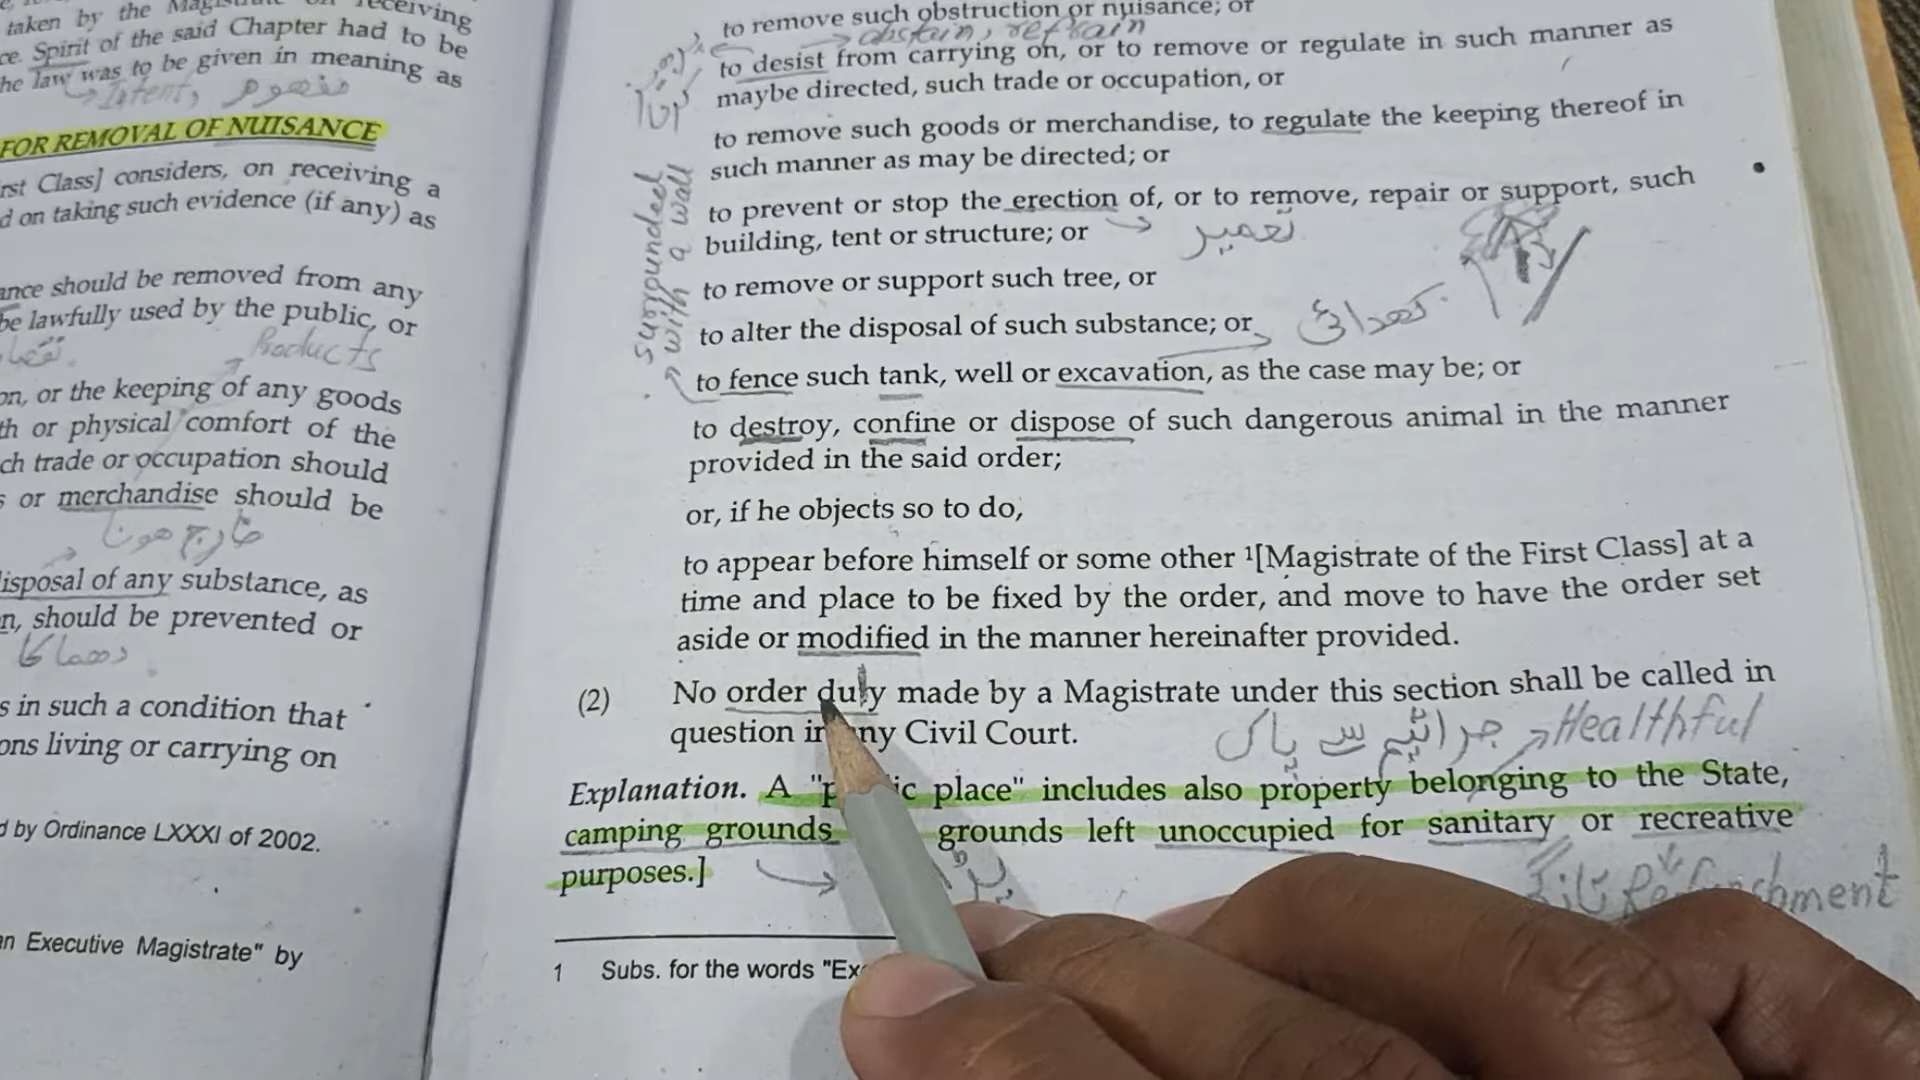 taken by the receiving
Spirit of the said Chapter had to be
he law was to be given in meaning as
Intent, مفہوم
FOR REMOVAL OF NUISANCE
rst Class] considers, on receiving a
d on taking such evidence (if any) as
ance should be removed from any
be lawfully used by the public, or
Products
on, or the keeping of any goods
th or physical comfort of the
ch trade or occupation should
s or merchandise should be
خارج ہونا
disposal of any substance, as
n, should be prevented or
دھماکا
s in such a condition that
ons living or carrying on
d by Ordinance LXXXI of 2002.
an Executive Magistrate" by
to remove such obstruction or nuisance; or
abstain, refrain
to desist from carrying on, or to remove or regulate in such manner as
maybe directed, such trade or occupation, or
to remove such goods or merchandise, to regulate the keeping thereof in
such manner as may be directed; or
to prevent or stop the erection of, or to remove, repair or support, such
تعمیر
building, tent or structure; or
to remove or support such tree, or
to alter the disposal of such substance; or
کھدائی
surrounded
with a wall
to fence such tank, well or excavation, as the case may be; or
to destroy, confine or dispose of such dangerous animal in the manner
provided in the said order;
or, if he objects so to do,
to appear before himself or some other 1[Magistrate of the First Class] at a
time and place to be fixed by the order, and move to have the order set
aside or modified in the manner hereinafter provided.
(2) No order duly made by a Magistrate under this section shall be called in
question in any Civil Court.
جراثیم سے پاک Healthful
Explanation. A "public place" includes also property belonging to the State,
camping grounds grounds left unoccupied for sanitary or recreative
purposes.]
1 Subs. for the words